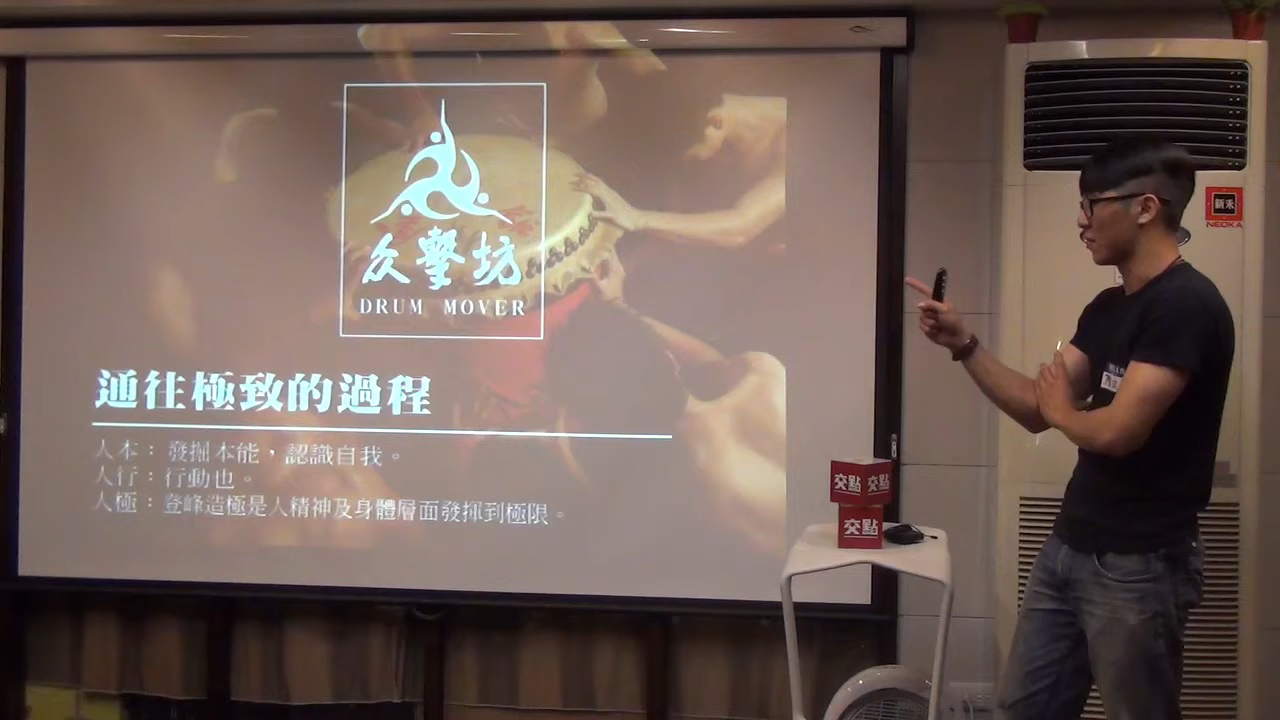 众擊坊
DRUM MOVER
通往極致的過程
人本：發掘本能，認識自我。
人行：行動也。
人極：登峰造極是人精神及身體層面發揮到極限。
新禾
NEOKA
交點
交點
交點